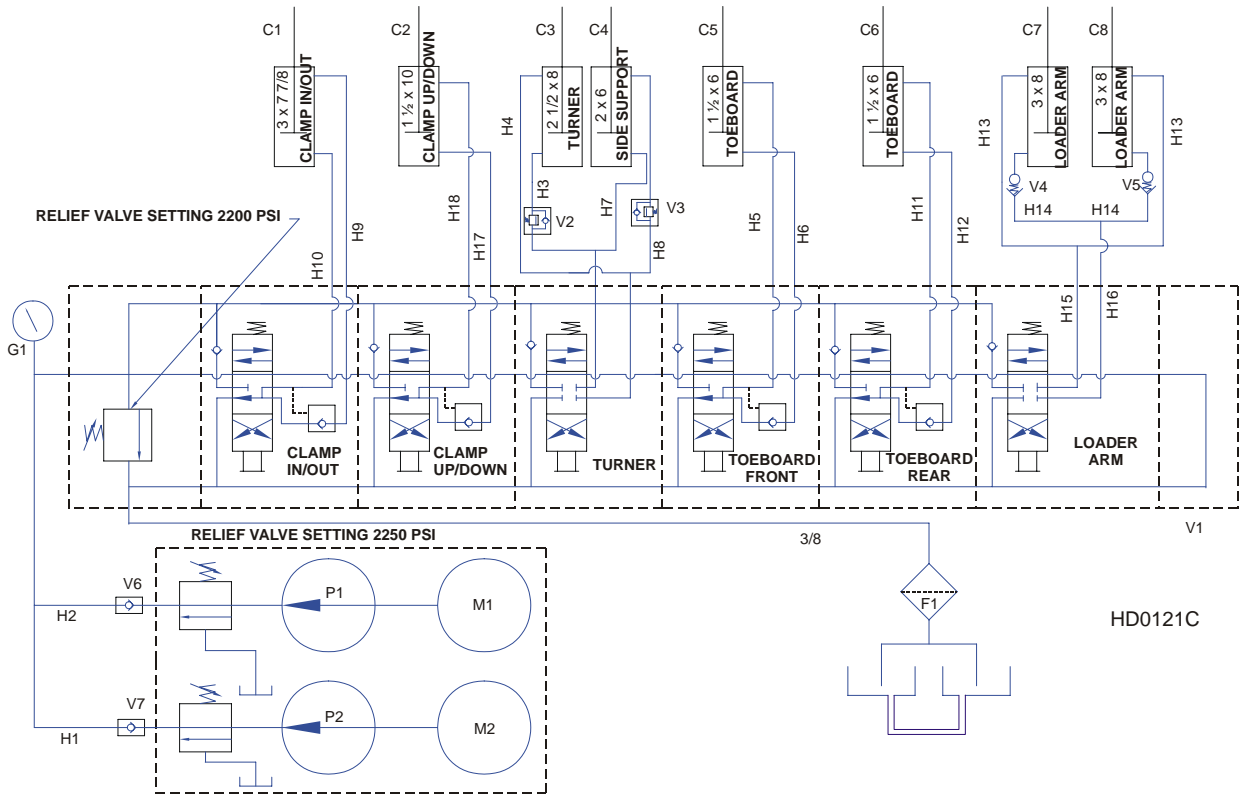 C1
C2
C3
C4
C5
C6
C7
C8
3 x 7 7/8
CLAMP IN/OUT
1 ½ x 10
CLAMP UP/DOWN
2 1/2 x 8
TURNER
2 x 6
SIDE SUPPORT
1 ½ x 6
TOEBOARD
1 ½ x 6
TOEBOARD
3 x 8
LOADER ARM
3 x 8
LOADER ARM
H4
H13
H13
H3
H7
V2
V3
V4
V5
H14
H14
RELIEF VALVE SETTING 2200 PSI
H10
H9
H18
H17
H8
H5
H6
H11
H12
H15
H16
G1
CLAMP
IN/OUT
CLAMP
UP/DOWN
TURNER
TOEBOARD
FRONT
TOEBOARD
REAR
LOADER
ARM
V1
RELIEF VALVE SETTING 2250 PSI
3/8
V6
P1
M1
H2
F1
HD0121C
V7
P2
M2
H1